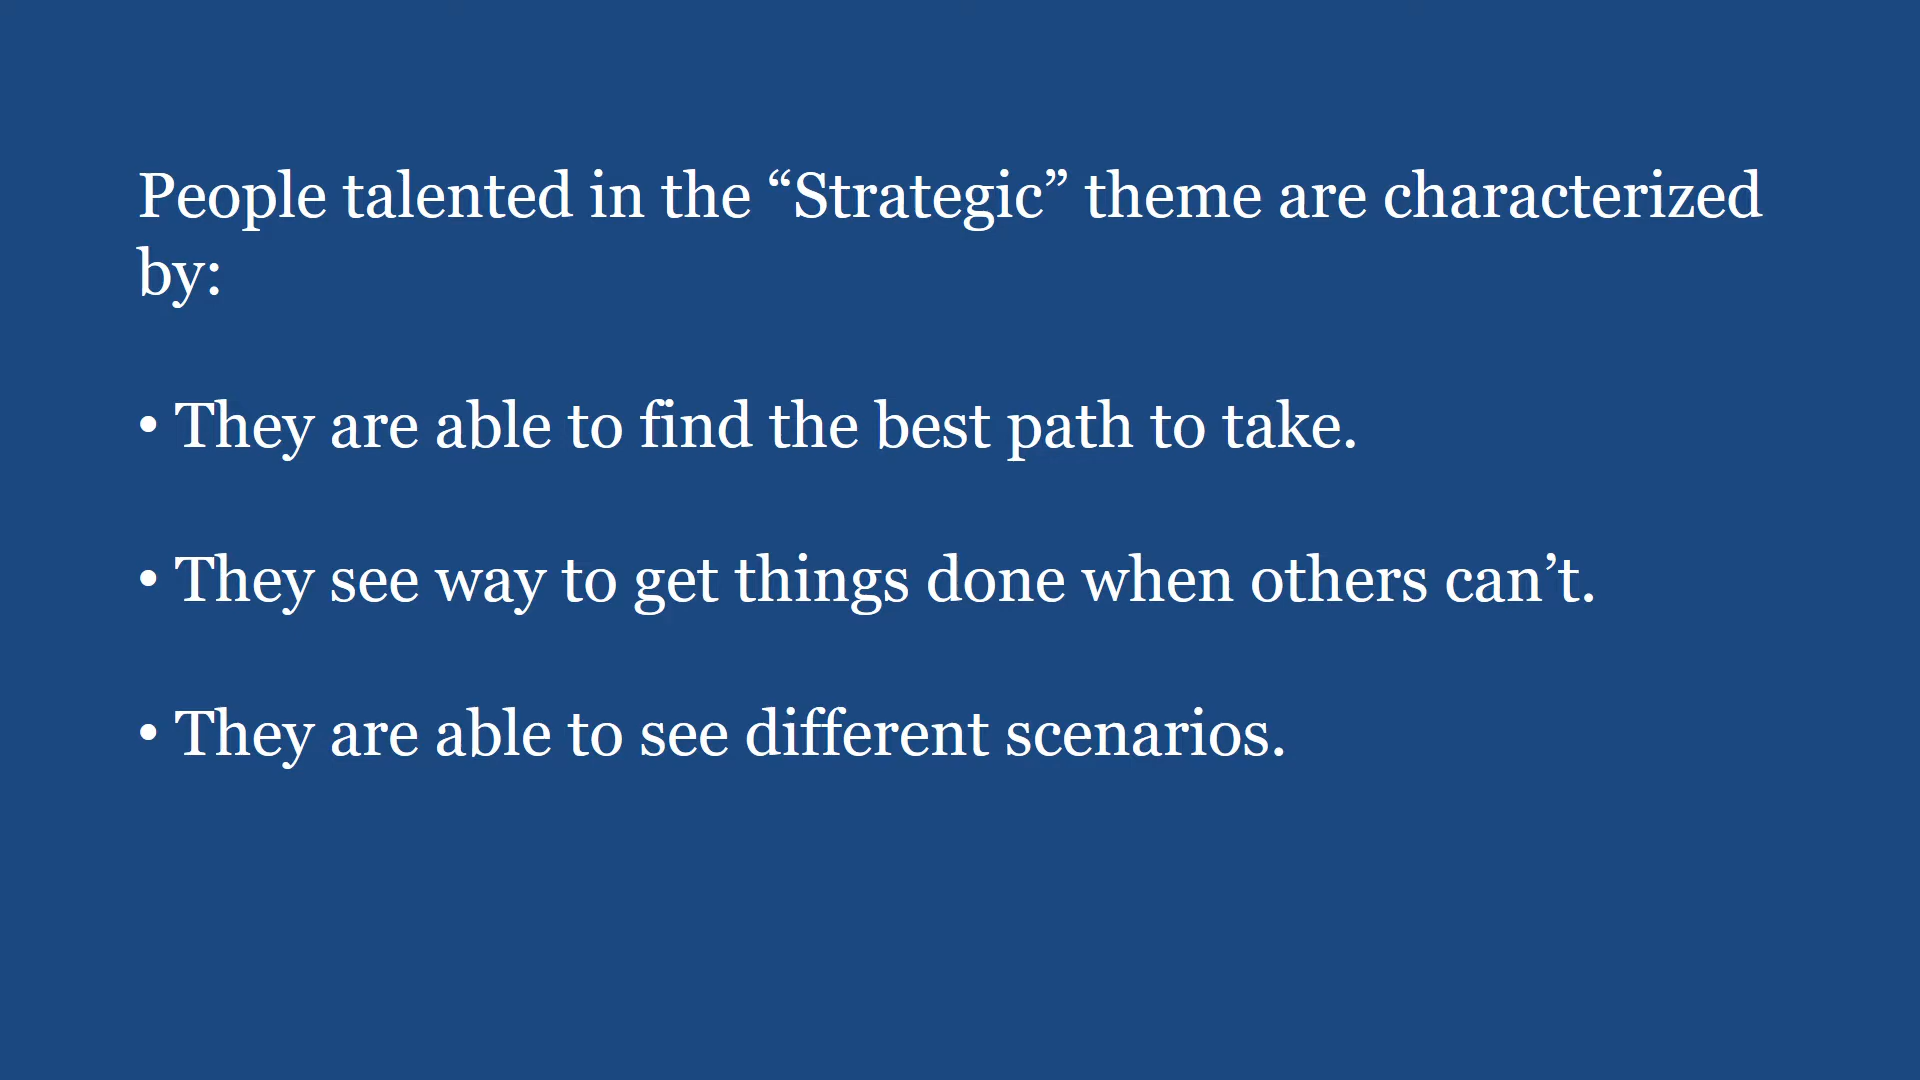 People talented in the “Strategic” theme are characterized
by:
• They are able to find the best path to take.
• They see way to get things done when others can’t.
• They are able to see different scenarios.